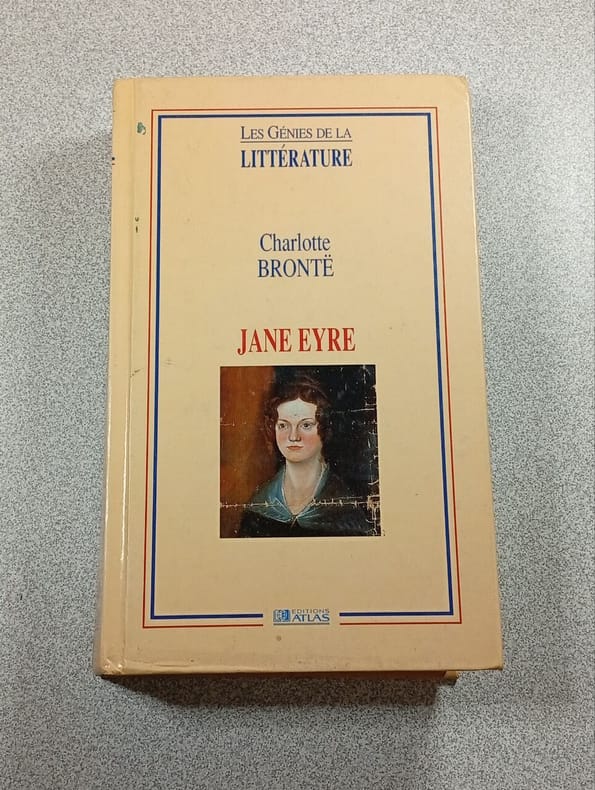 LES GÉNIES DE LA
LITTÉRATURE
Charlotte
BRONTË
JANE EYRE
EDITIONS
ATLAS